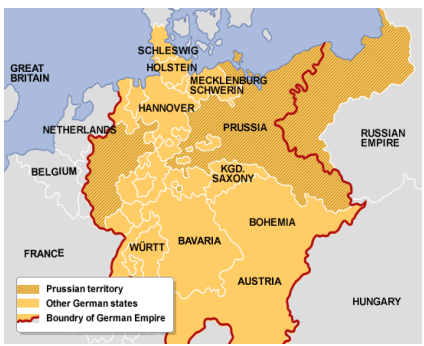 SCHLESWIG
HOLSTEIN
GREAT
BRITAIN
MECKLENBURG
SCHWERIN
HANNOVER
NETHERLANDS
PRUSSIA
RUSSIAN
EMPIRE
BELGIUM
KGD.
SAXONY
BOHEMIA
FRANCE
WÜRTT
BAVARIA
AUSTRIA
HUNGARY
Prussian territory
Other German states
Boundry of German Empire